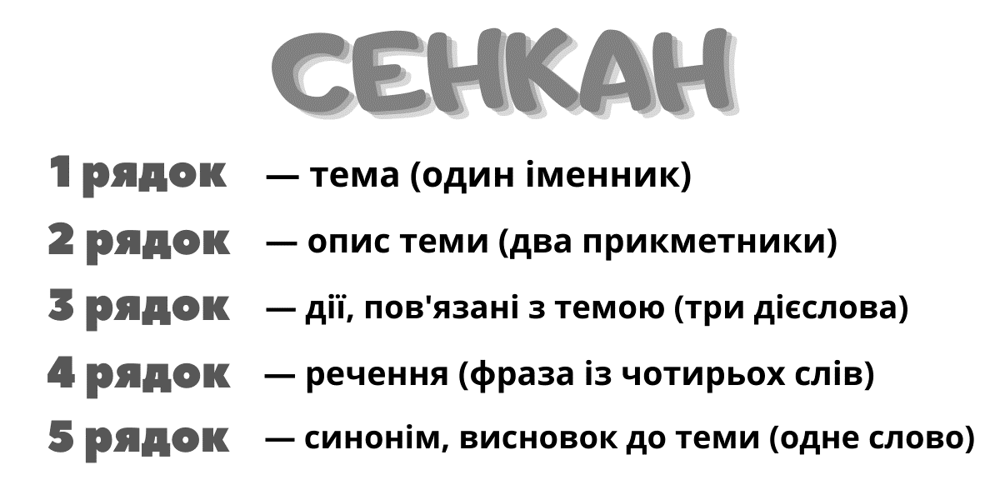 СЕНКАН
1 рядок — тема (один іменник)
2 рядок — опис теми (два прикметники)
3 рядок — дії, пов'язані з темою (три дієслова)
4 рядок — речення (фраза із чотирьох слів)
5 рядок — синонім, висновок до теми (одне слово)